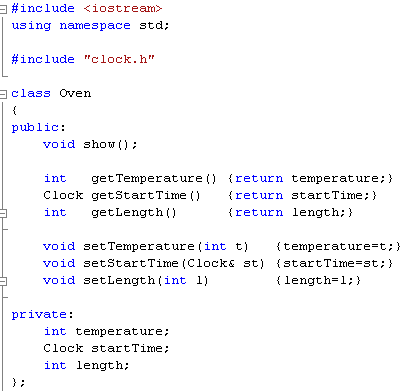 #include <iostream>
using namespace std;
#include "clock.h"
class Oven
{
public:
    void show();
    int   getTemperature() {return temperature;}
    Clock getStartTime()   {return startTime;}
    int   getLength()      {return length;}
    void setTemperature(int t)   {temperature=t;}
    void setStartTime(Clock& st) {startTime=st;}
    void setLength(int l)        {length=l;}
private:
    int temperature;
    Clock startTime;
    int length;
};